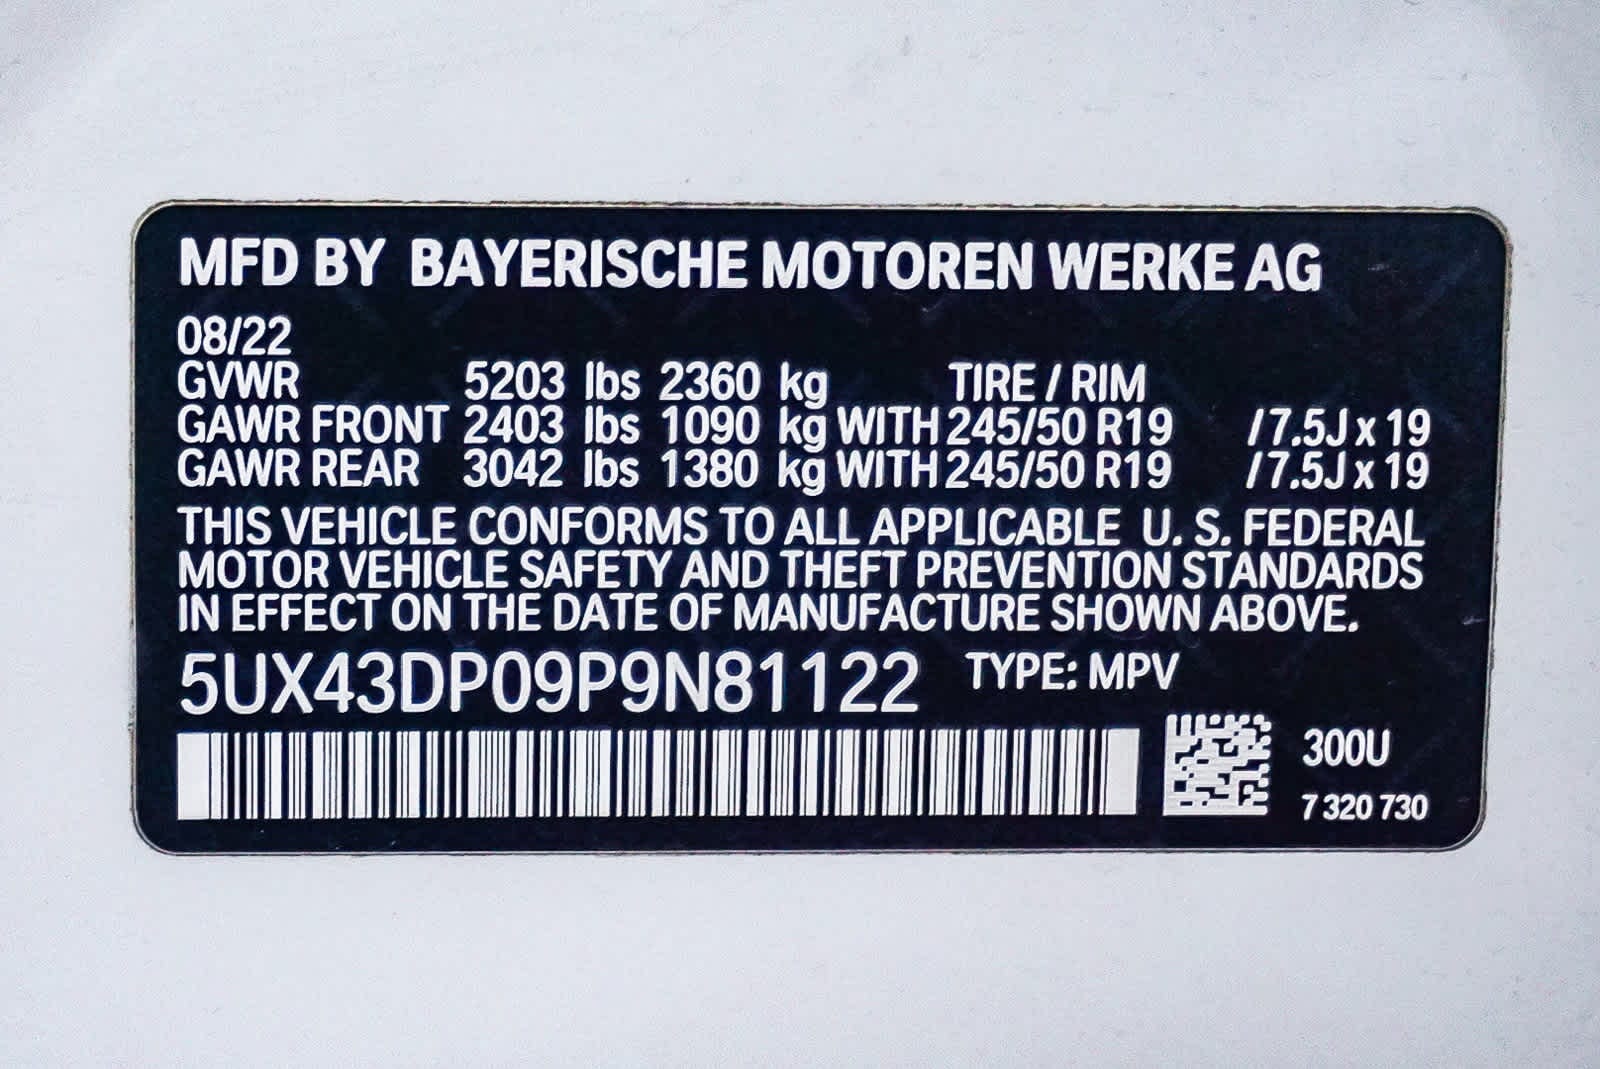 MFD BY BAYERISCHE MOTOREN WERKE AG
08/22
GVWR 5203 lbs 2360 kg TIRE / RIM
GAWR FRONT 2403 lbs 1090 kg WITH 245/50 R19 /7.5J x 19
GAWR REAR 3042 lbs 1380 kg WITH 245/50 R19 /7.5J x 19
THIS VEHICLE CONFORMS TO ALL APPLICABLE U. S. FEDERAL
MOTOR VEHICLE SAFETY AND THEFT PREVENTION STANDARDS
IN EFFECT ON THE DATE OF MANUFACTURE SHOWN ABOVE.
5UX43DP09P9N81122 TYPE: MPV
300U
7 320 730